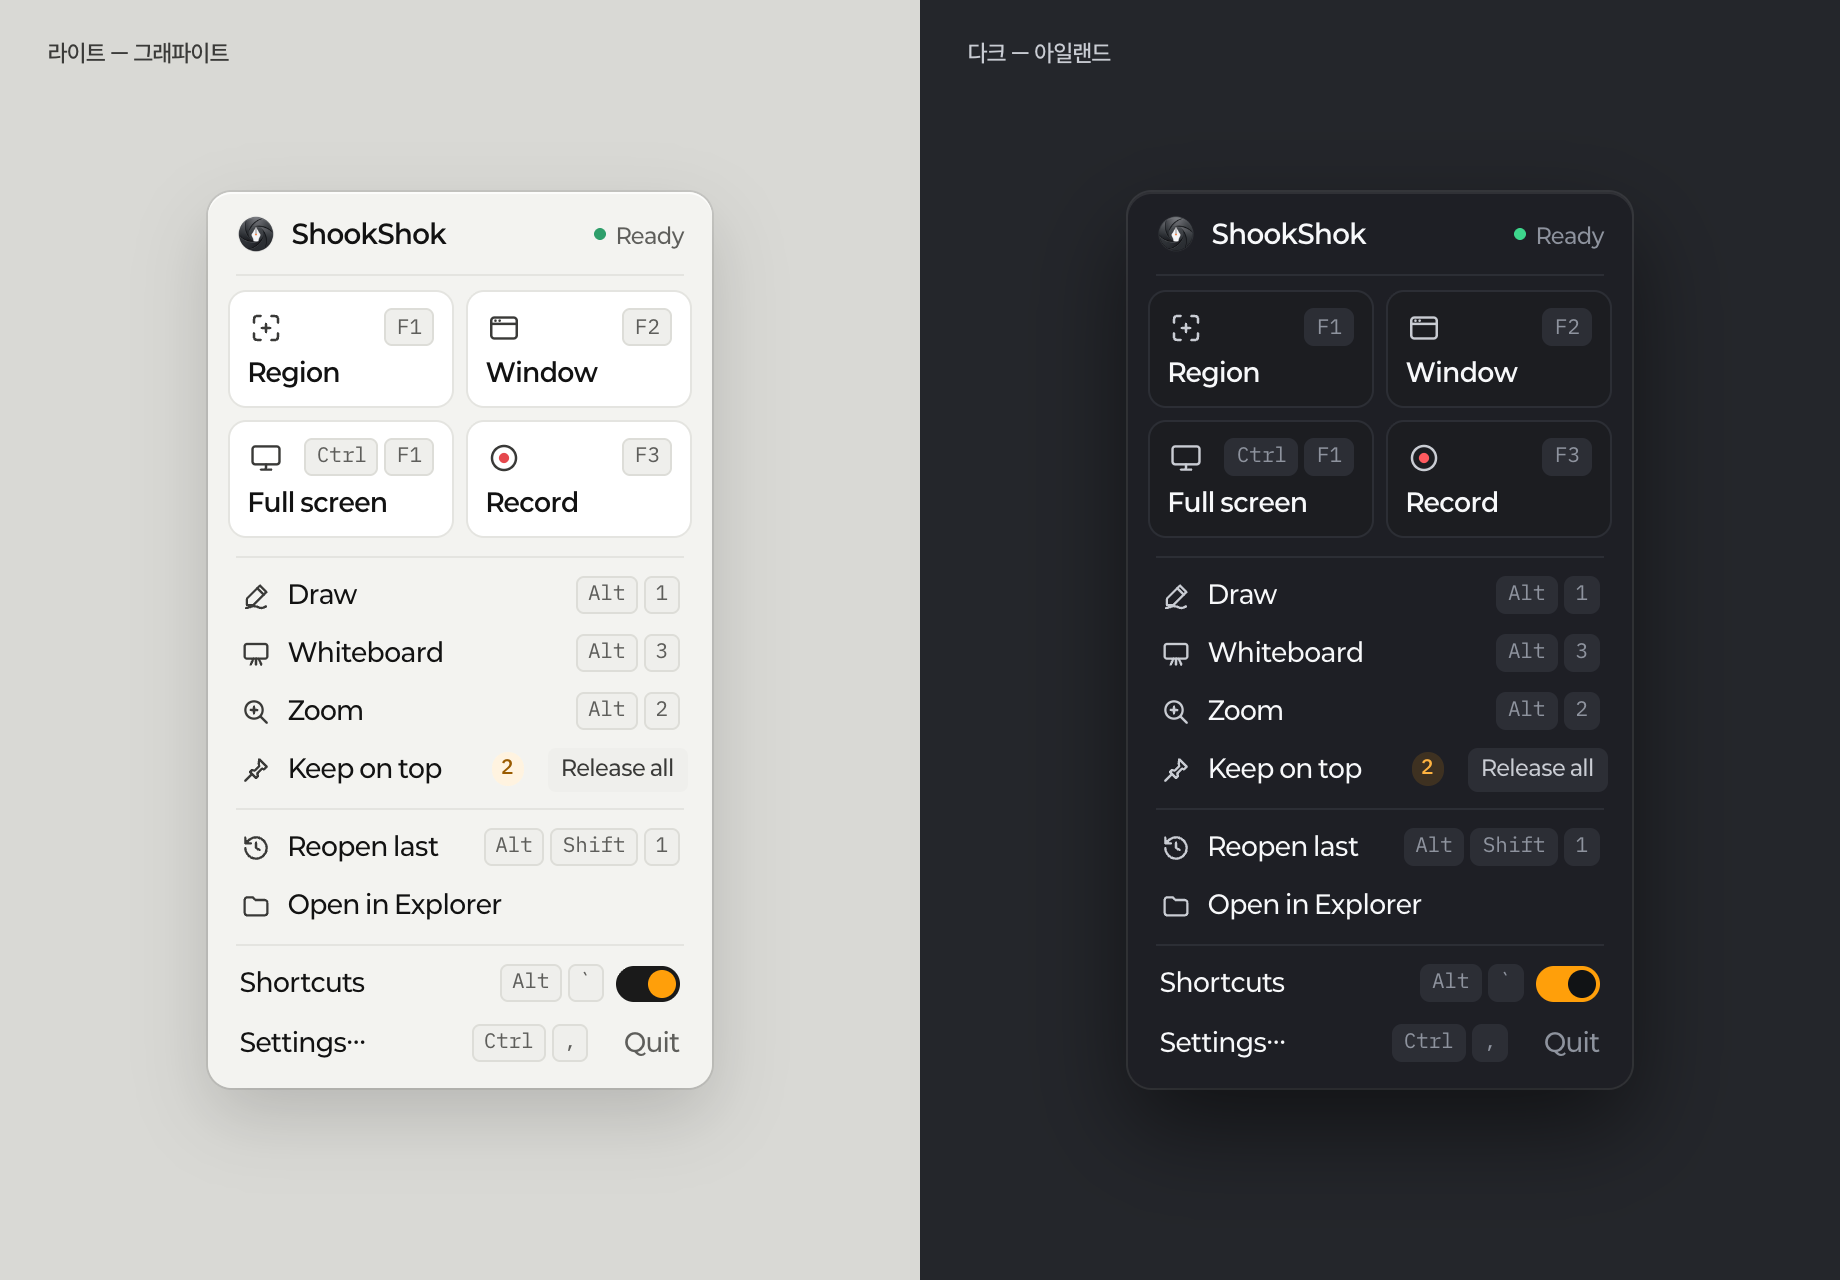 라이트 — 그래파이트
ShookShok Ready
F1
Region
F2
Window
Ctrl F1
Full screen
F3
Record
Draw Alt 1
Whiteboard Alt 3
Zoom Alt 2
Keep on top 2 Release all
Reopen last Alt Shift 1
Open in Explorer
Shortcuts Alt `
Settings··· Ctrl , Quit
다크 — 아일랜드
ShookShok Ready
F1
Region
F2
Window
Ctrl F1
Full screen
F3
Record
Draw Alt 1
Whiteboard Alt 3
Zoom Alt 2
Keep on top 2 Release all
Reopen last Alt Shift 1
Open in Explorer
Shortcuts Alt `
Settings··· Ctrl , Quit